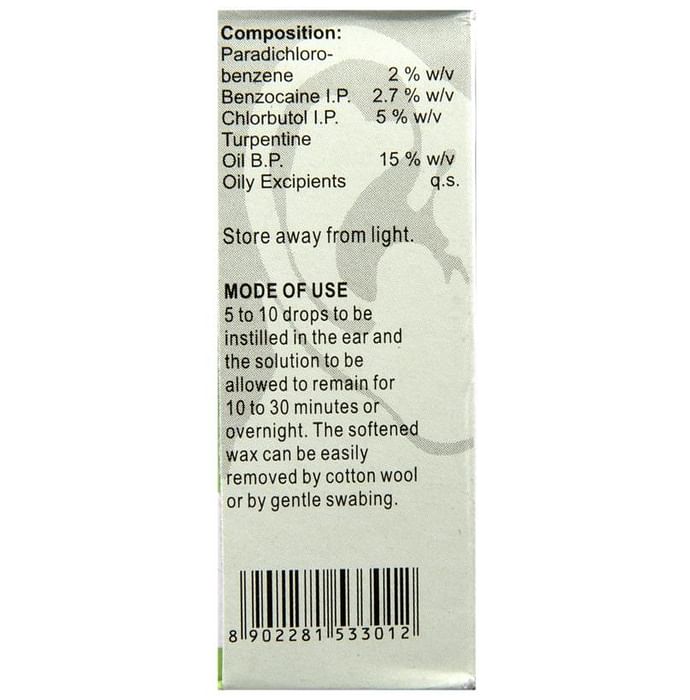 Composition:
Paradichloro-
benzene 2 % w/v
Benzocaine I.P. 2.7 % w/v
Chlorbutol I.P. 5 % w/v
Turpentine
Oil B.P. 15 % w/v
Oily Excipients q.s.
Store away from light.
MODE OF USE
5 to 10 drops to be
instilled in the ear and
the solution to be
allowed to remain for
10 to 30 minutes or
overnight. The softened
wax can be easily
removed by cotton wool
or by gentle swabing.
8 902281 533012